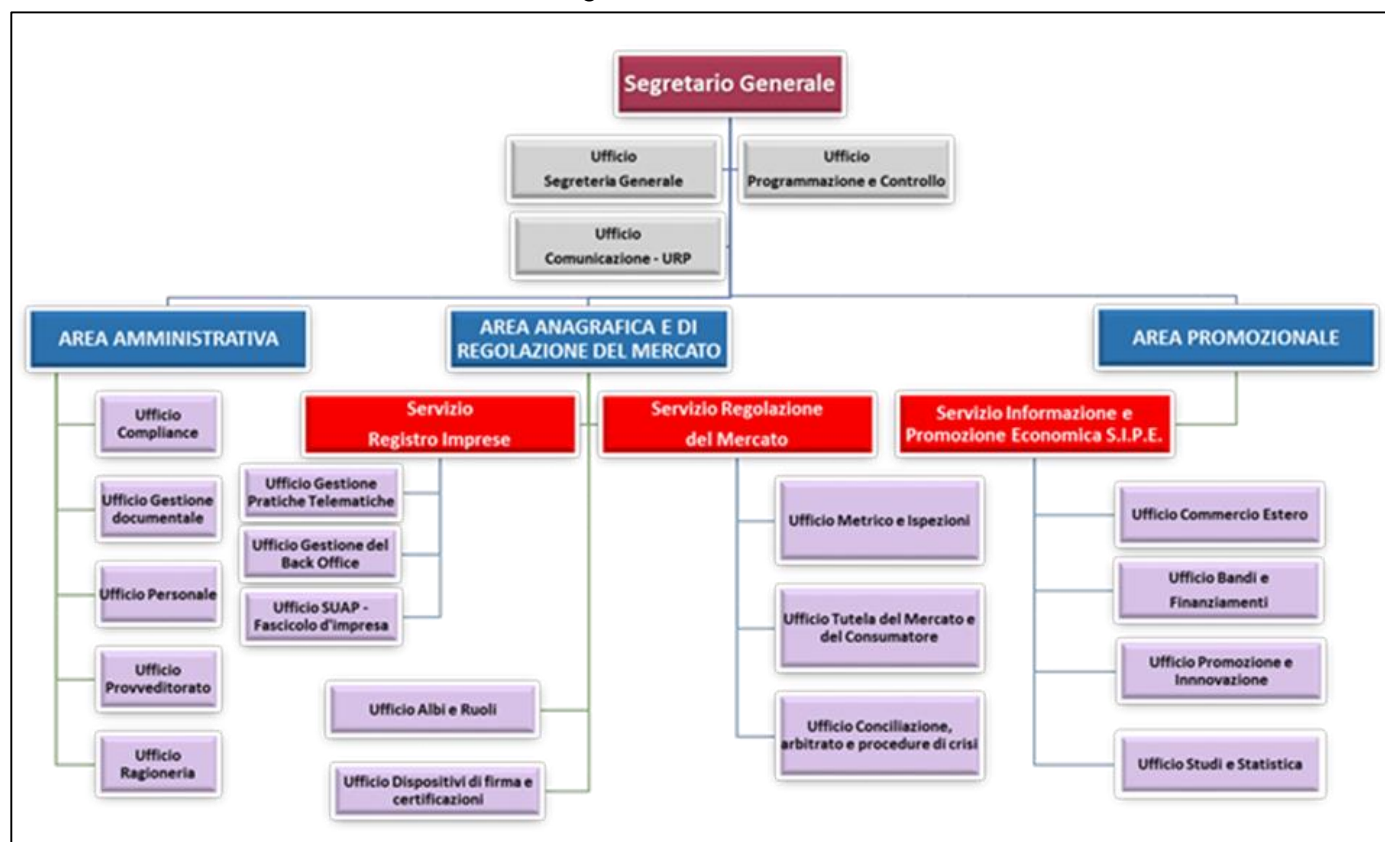 Segretario Generale
Ufficio
Segreteria Generale
Ufficio
Programmazione e Controllo
Ufficio
Comunicazione - URP
AREA AMMINISTRATIVA
AREA ANAGRAFICA E DI
REGOLAZIONE DEL MERCATO
AREA PROMOZIONALE
Ufficio
Compliance
Ufficio Gestione
documentale
Ufficio Personale
Ufficio
Provveditorato
Ufficio
Ragioneria
Servizio
Registro Imprese
Ufficio Gestione
Pratiche Telematiche
Ufficio Gestione del
Back Office
Ufficio SUAP -
Fascicolo d'impresa
Ufficio Albi e Ruoli
Ufficio Dispositivi di firma e
certificazioni
Servizio Regolazione
del Mercato
Ufficio Metrico e Ispezioni
Ufficio Tutela del Mercato e
del Consumatore
Ufficio Conciliazione,
arbitrato e procedure di crisi
Servizio Informazione e
Promozione Economica S.I.P.E.
Ufficio Commercio Estero
Ufficio Bandi e
Finanziamenti
Ufficio Promozione e
Innnovazione
Ufficio Studi e Statistica